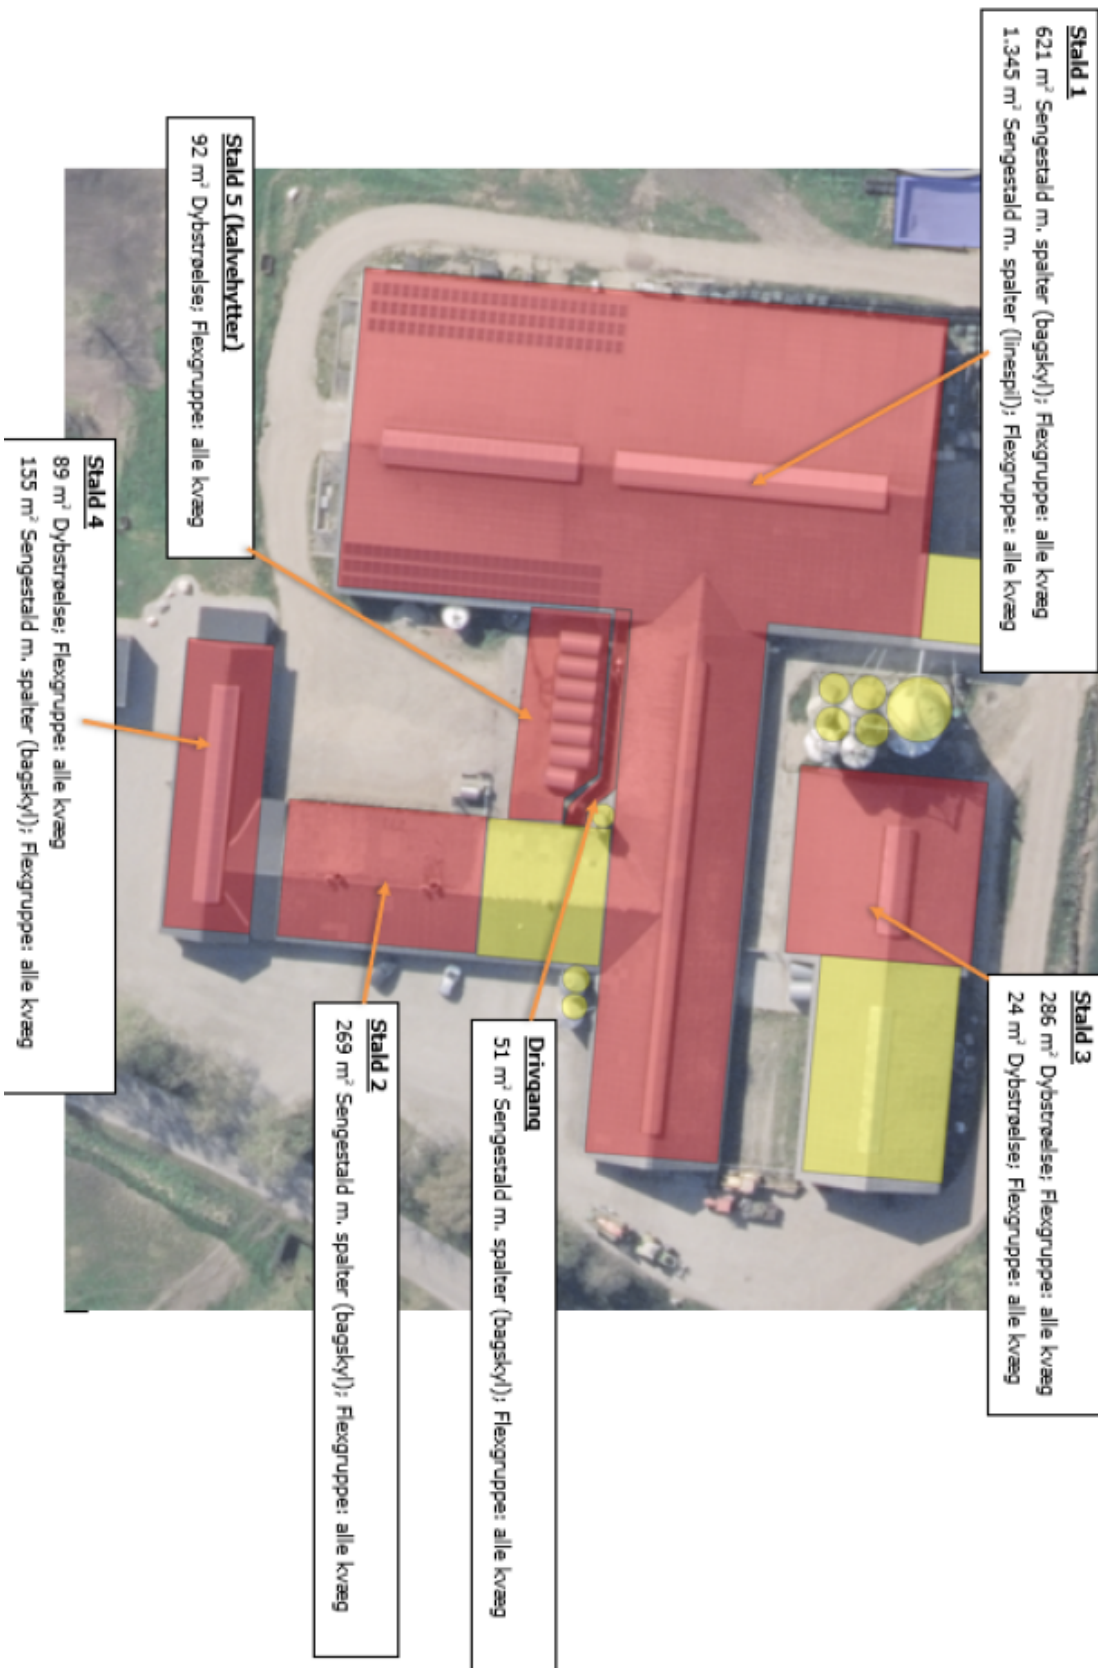 Stald 1
621 m² Sengestald m. spalter (bagskyl); Flexgruppe: alle kvæg
1.345 m² Sengestald m. spalter (linespil); Flexgruppe: alle kvæg
Stald 3
286 m² Dybstrøelse; Flexgruppe: alle kvæg
24 m² Dybstrøelse; Flexgruppe: alle kvæg
Drivgang
51 m² Sengestald m. spalter (bagskyl); Flexgruppe: alle kvæg
Stald 2
269 m² Sengestald m. spalter (bagskyl); Flexgruppe: alle kvæg
Stald 5 (kalvehytter)
92 m² Dybstrøelse; Flexgruppe: alle kvæg
Stald 4
89 m² Dybstrøelse; Flexgruppe: alle kvæg
155 m² Sengestald m. spalter (bagskyl); Flexgruppe: alle kvæg